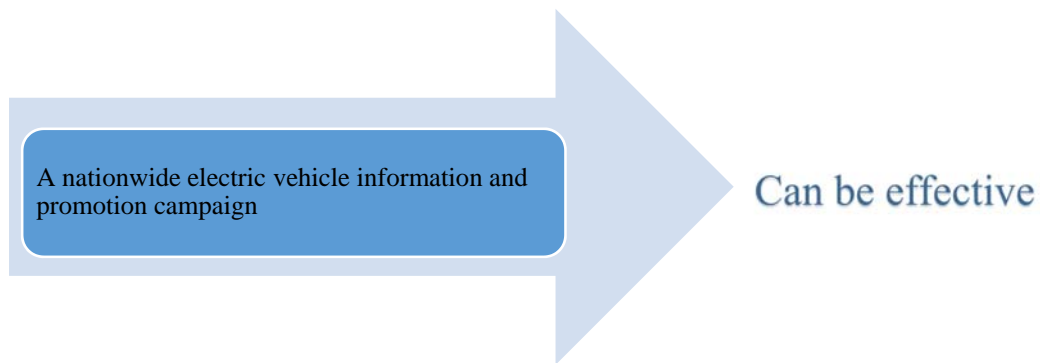 A nationwide electric vehicle information and
promotion campaign
Can be effective